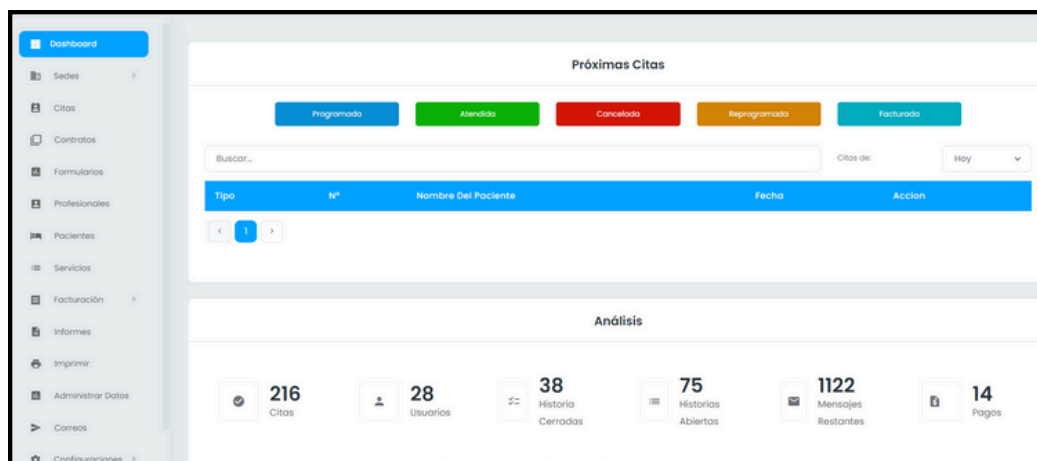 Dashboard
Sedes
Citas
Contratos
Formularios
Profesionales
Pacientes
Servicios
Facturación
Informes
Imprimir
Administrar Datos
Correos
Configuraciones
Próximas Citas
Programada Atendida Cancelada Reprogramada Facturada
Buscar... Citas de: Hoy
Tipo Nº Nombre Del Paciente Fecha Accion
< 1 >
Análisis
216 Citas
28 Usuarios
38 Historia
Cerradas
75 Historias
Abiertas
1122 Mensajes
Restantes
14 Pagos